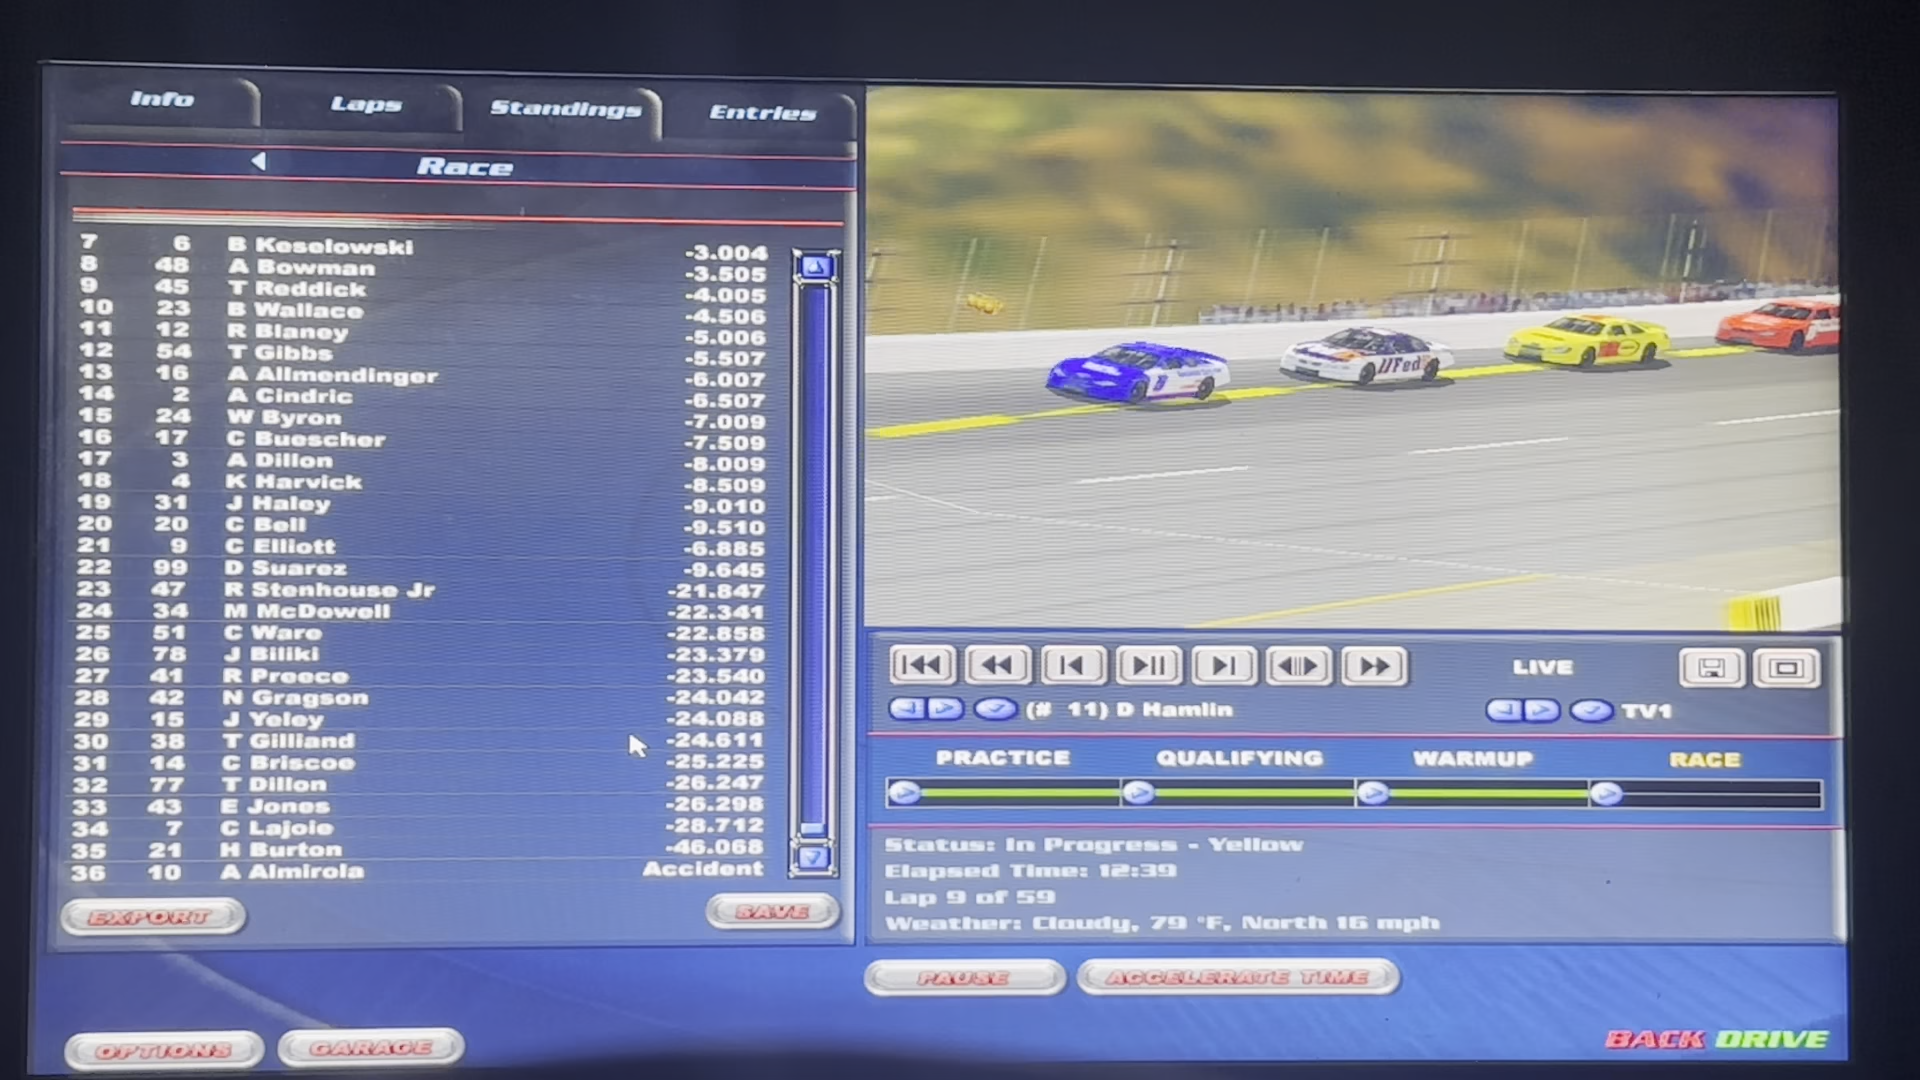 Info Laps Standings Entries
Race
7 6 B Keselowski -3.004
8 48 A Bowman -3.505
9 45 T Reddick -4.005
10 23 B Wallace -4.506
11 12 R Blaney -5.006
12 54 T Gibbs -5.507
13 16 A Allmendinger -6.007
14 2 A Cindric -6.507
15 24 W Byron -7.009
16 17 C Buescher -7.509
17 3 A Dillon -8.009
18 4 K Harvick -8.509
19 31 J Haley -9.010
20 20 C Bell -9.510
21 9 C Elliott -6.885
22 99 D Suarez -9.645
23 47 R Stenhouse Jr -21.847
24 34 M McDowell -22.341
25 51 C Ware -22.858
26 78 J Biliki -23.379
27 41 R Preece -23.540
28 42 N Gragson -24.042
29 15 J Yeley -24.088
30 38 T Gilliand -24.611
31 14 C Briscoe -25.225
32 77 T Dillon -26.247
33 43 E Jones -26.298
34 7 C Lajoie -28.712
35 21 H Burton -46.068
36 10 A Almirola Accident
EXPORT SAVE
OPTIONS GARAGE
Fed
LIVE
(# 11) D Hamlin TV1
PRACTICE QUALIFYING WARMUP RACE
Status: In Progress - Yellow
Elapsed Time: 12:39
Lap 9 of 59
Weather: Cloudy, 79 °F, North 16 mph
PAUSE ACCELERATE TIME
BACK DRIVE